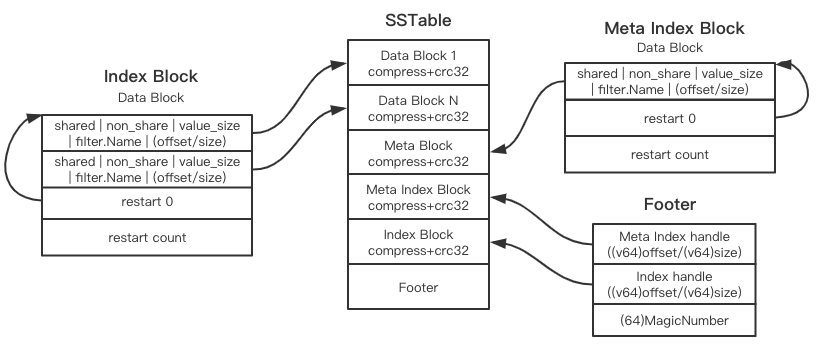 Index Block
Data Block
shared | non_share | value_size
| filter.Name | (offset/size)
shared | non_share | value_size
| filter.Name | (offset/size)
restart 0
restart count
SSTable
Data Block 1
compress+crc32
Data Block N
compress+crc32
Meta Block
compress+crc32
Meta Index Block
compress+crc32
Index Block
compress+crc32
Footer
Meta Index Block
Data Block
shared | non_share | value_size
| filter.Name | (offset/size)
restart 0
restart count
Footer
Meta Index handle
((v64)offset/(v64)size)
Index handle
((v64)offset/(v64)size)
(64)MagicNumber